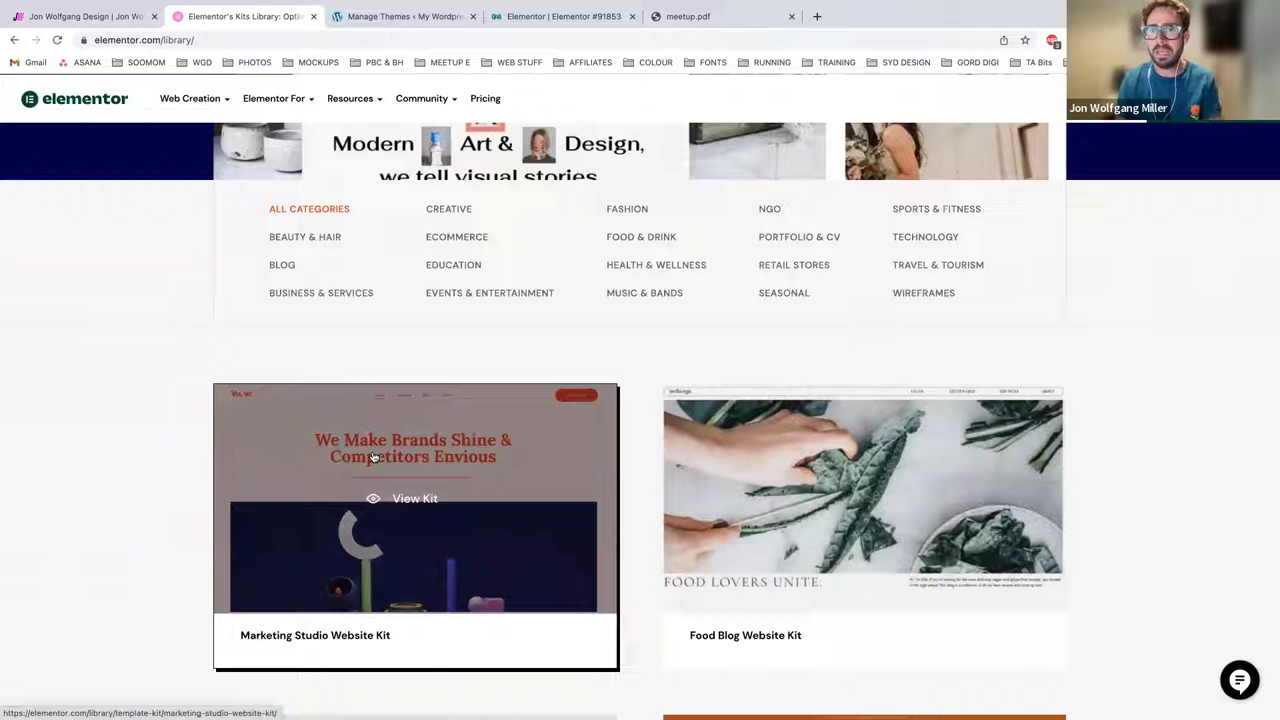 Jon Wolfgang Design | Jon Wo
Elementor's Kits Library: Optim
Manage Themes ‹ My Wordpre
Elementor | Elementor #91853
meetup.pdf
elementor.com/library/
Gmail
ASANA
SOOMOM
WGD
PHOTOS
MOCKUPS
PBC & BH
MEETUP E
WEB STUFF
AFFILIATES
COLOUR
FONTS
RUNNING
TRAINING
SYD DESIGN
GORD DIGI
TA Bits
elementor
Web Creation
Elementor For
Resources
Community
Pricing
Jon Wolfgang Miller
Modern Art & Design,
we tell visual stories
ALL CATEGORIES
CREATIVE
FASHION
NGO
SPORTS & FITNESS
BEAUTY & HAIR
ECOMMERCE
FOOD & DRINK
PORTFOLIO & CV
TECHNOLOGY
BLOG
EDUCATION
HEALTH & WELLNESS
RETAIL STORES
TRAVEL & TOURISM
BUSINESS & SERVICES
EVENTS & ENTERTAINMENT
MUSIC & BANDS
SEASONAL
WIREFRAMES
We Make Brands Shine &
Competitors Envious
View Kit
FOOD LOVERS UNITE.
Marketing Studio Website Kit
Food Blog Website Kit
https://elementor.com/library/template-kit/marketing-studio-website-kit/